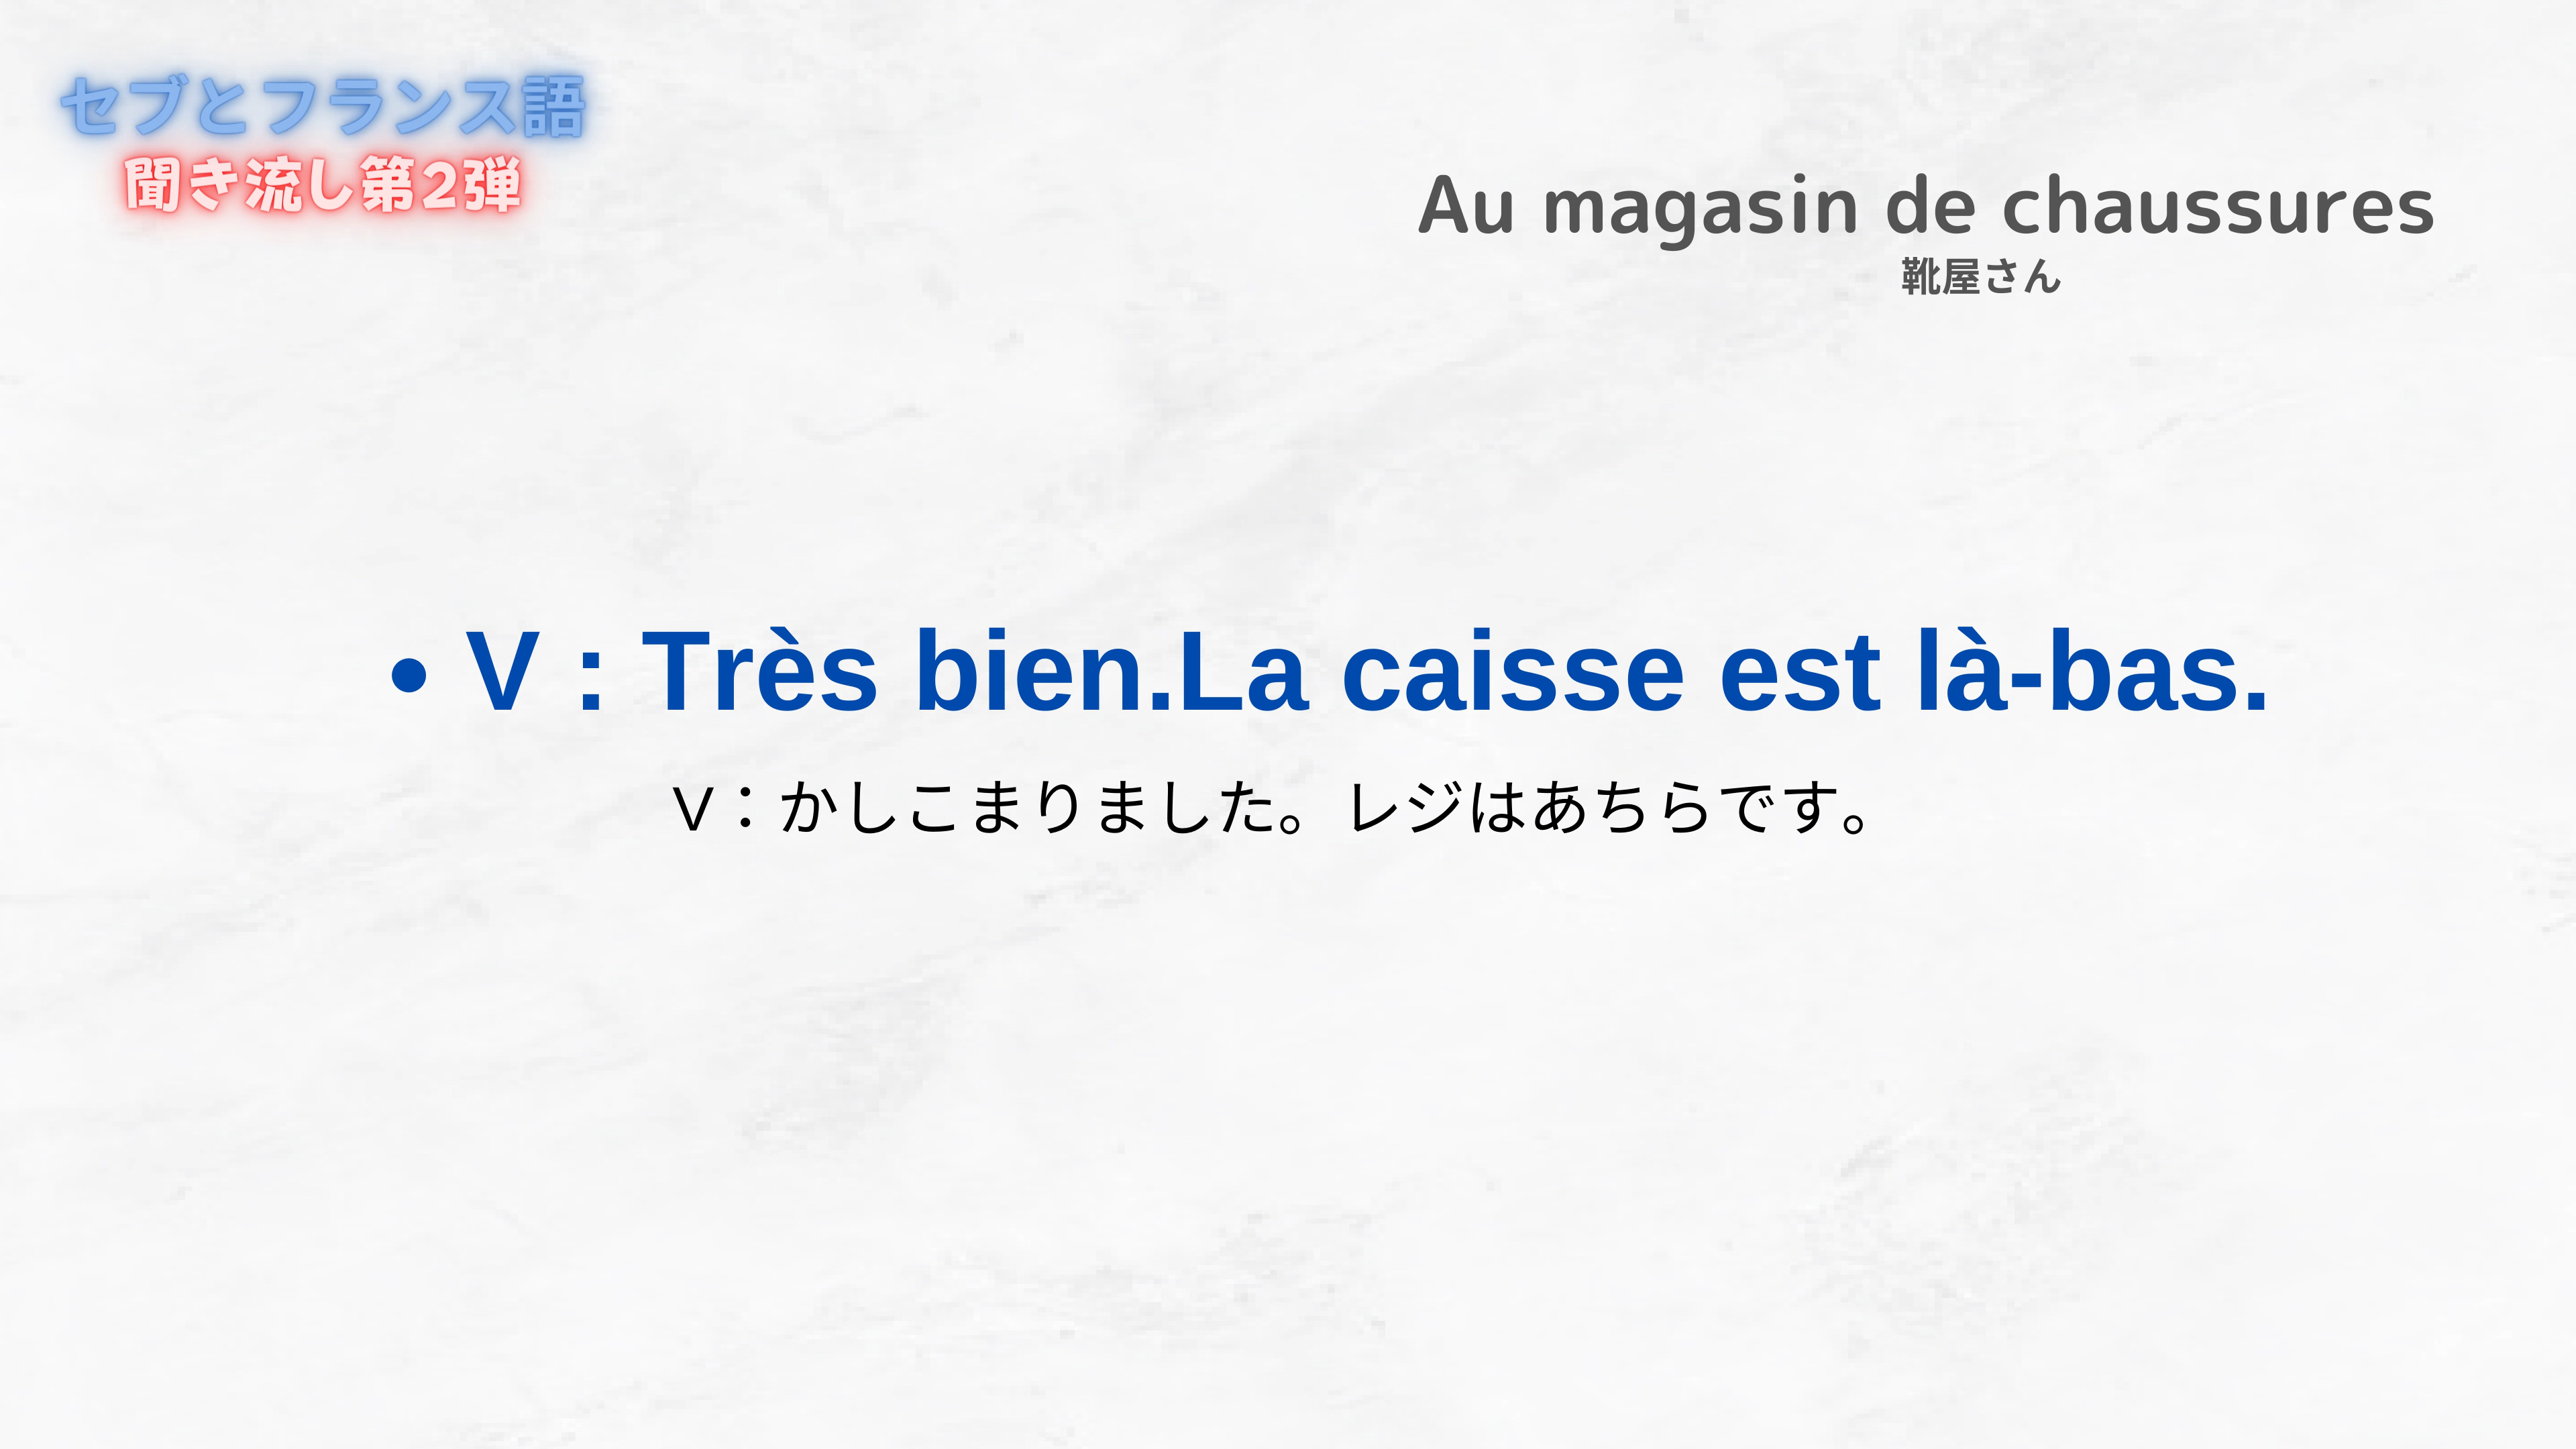 セブとフランス語
聞き流し第2弾
Au magasin de chaussures
靴屋さん
• V : Très bien.La caisse est là-bas.
V：かしこまりました。レジはあちらです。